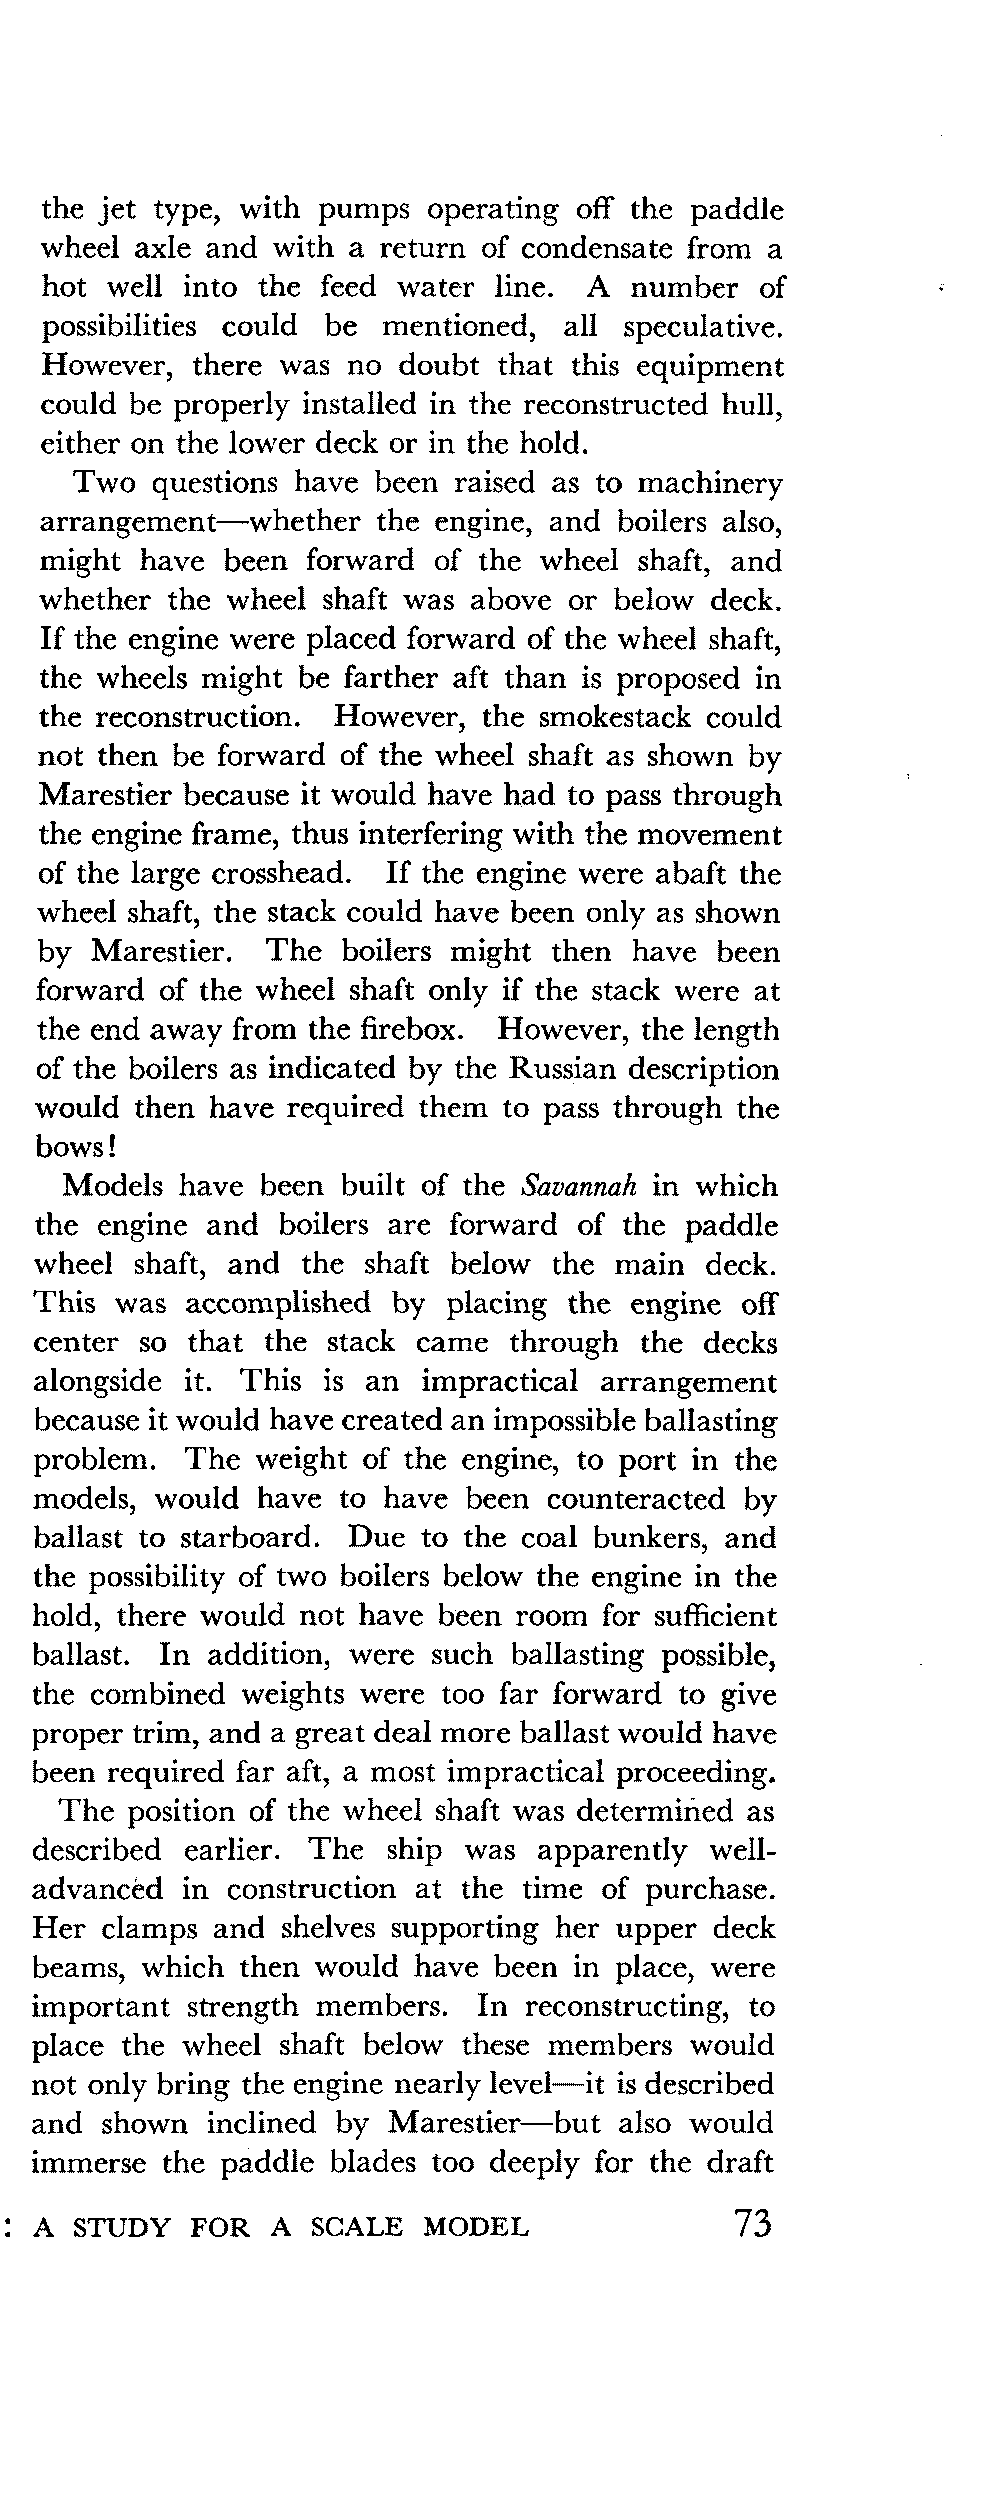 the jet type, with pumps operating off the paddle
wheel axle and with a return of condensate from a
hot well into the feed water line. A number of
possibilities could be mentioned, all speculative.
However, there was no doubt that this equipment
could be properly installed in the reconstructed hull,
either on the lower deck or in the hold.
Two questions have been raised as to machinery
arrangement—whether the engine, and boilers also,
might have been forward of the wheel shaft, and
whether the wheel shaft was above or below deck.
If the engine were placed forward of the wheel shaft,
the wheels might be farther aft than is proposed in
the reconstruction. However, the smokestack could
not then be forward of the wheel shaft as shown by
Marestier because it would have had to pass through
the engine frame, thus interfering with the movement
of the large crosshead. If the engine were abaft the
wheel shaft, the stack could have been only as shown
by Marestier. The boilers might then have been
forward of the wheel shaft only if the stack were at
the end away from the firebox. However, the length
of the boilers as indicated by the Russian description
would then have required them to pass through the
bows!
Models have been built of the Savannah in which
the engine and boilers are forward of the paddle
wheel shaft, and the shaft below the main deck.
This was accomplished by placing the engine off
center so that the stack came through the decks
alongside it. This is an impractical arrangement
because it would have created an impossible ballasting
problem. The weight of the engine, to port in the
models, would have to have been counteracted by
ballast to starboard. Due to the coal bunkers, and
the possibility of two boilers below the engine in the
hold, there would not have been room for sufficient
ballast. In addition, were such ballasting possible,
the combined weights were too far forward to give
proper trim, and a great deal more ballast would have
been required far aft, a most impractical proceeding.
The position of the wheel shaft was determined as
described earlier. The ship was apparently well-
advanced in construction at the time of purchase.
Her clamps and shelves supporting her upper deck
beams, which then would have been in place, were
important strength members. In reconstructing, to
place the wheel shaft below these members would
not only bring the engine nearly level—it is described
and shown inclined by Marestier—but also would
immerse the paddle blades too deeply for the draft
: A STUDY FOR A SCALE MODEL 73